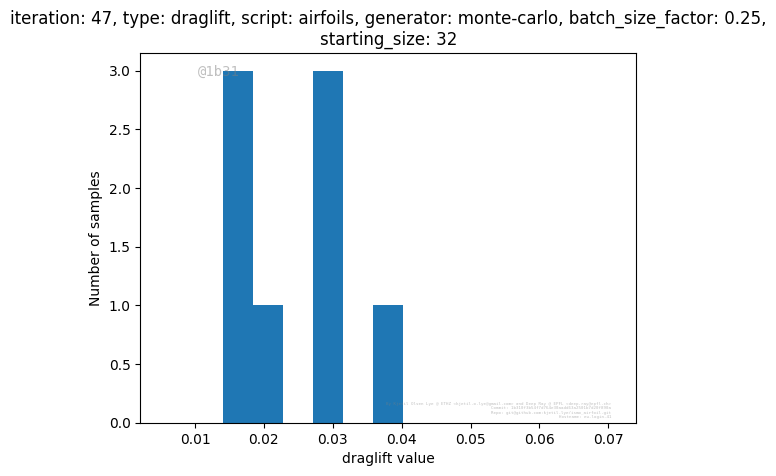 iteration: 47, type: draglift, script: airfoils, generator: monte-carlo, batch_size_factor: 0.25,
starting_size: 32
@1b31
3.0
2.5
2.0
1.5
1.0
0.5
0.0
Number of samples
0.01 0.02 0.03 0.04 0.05 0.06 0.07
draglift value